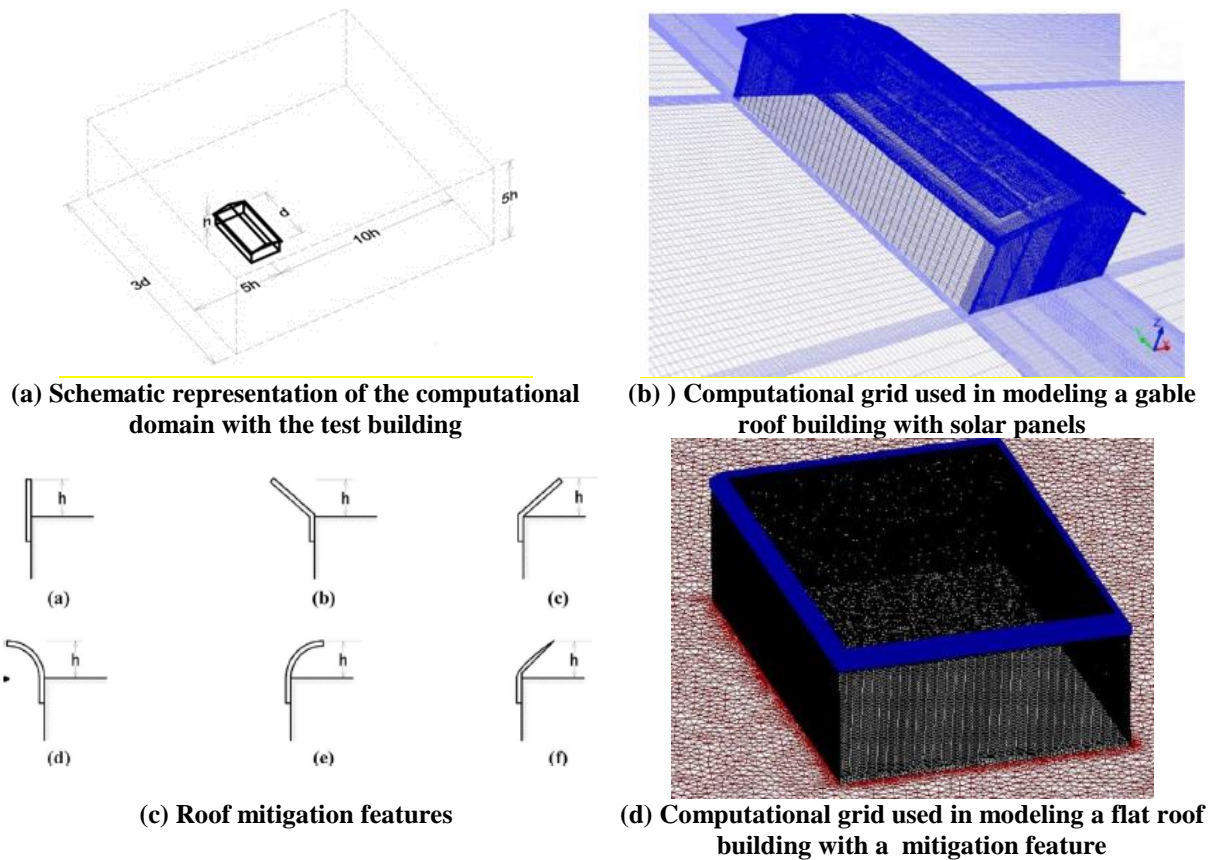 h
d
10h
5h
5h
3d
Z
Y
X
(a) Schematic representation of the computational
domain with the test building
(b) ) Computational grid used in modeling a gable
roof building with solar panels
h
h
h
(a)
(b)
(c)
h
h
h
(d)
(e)
(f)
(c) Roof mitigation features
(d) Computational grid used in modeling a flat roof
building with a mitigation feature